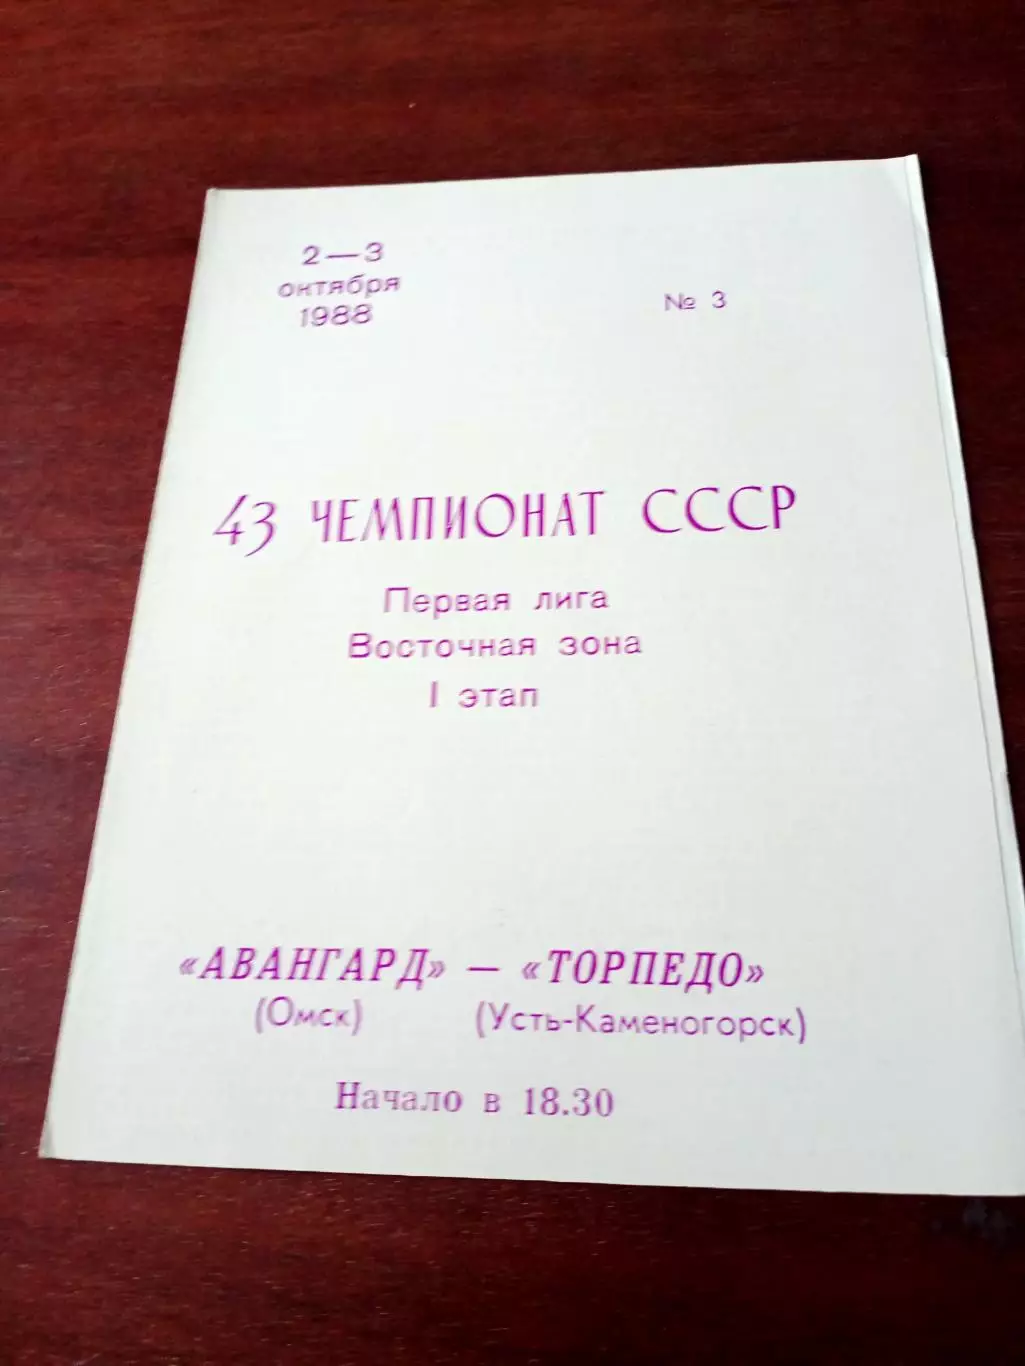 2—3
октября
1988
№ 3
43 ЧЕМПИОНАТ СССР
Первая лига
Восточная зона
I этап
«АВАНГАРД» — «ТОРПЕДО»
(Омск) (Усть-Каменогорск)
Начало в 18.30